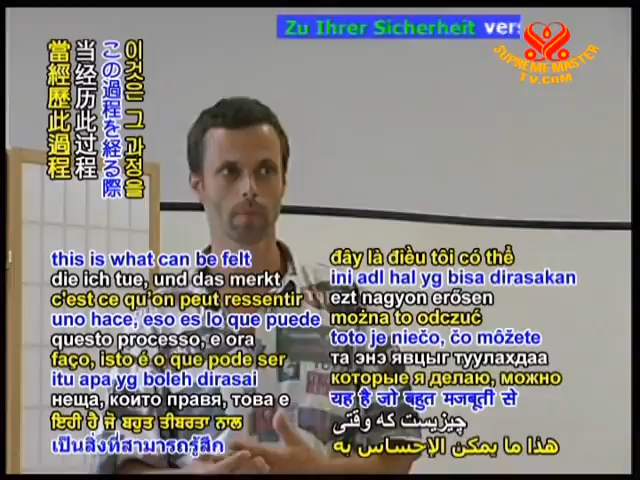 Zu Ihrer Sicherheit vers
SUPREME MASTER
TV.COM
當經歷此過程
当经历此过程
この過程を経る際
이것은 그 과정을
this is what can be felt
die ich tue, und das merkt
c'est ce qu'on peut ressentir
uno hace, eso es lo que puede
questo processo, e ora
faço, isto é o que pode ser
itu apa yg boleh dirasai
неща, които правя, това е
ਇਹੀ ਹੈ ਜੋ ਬਹੁਤ ਤੀਬਰਤਾ ਨਾਲ
เป็นสิ่งที่สามารถรู้สึก
đây là điều tôi có thể
ini adl hal yg bisa dirasakan
ezt nagyon erősen
można to odczuć
toto je niečo, čo môžete
та энэ явцыг туулахдаа
которые я делаю, можно
यह है जो बहुत मजबूती से
چیزیست که وقتی
هذا ما يمكن الإحساس به